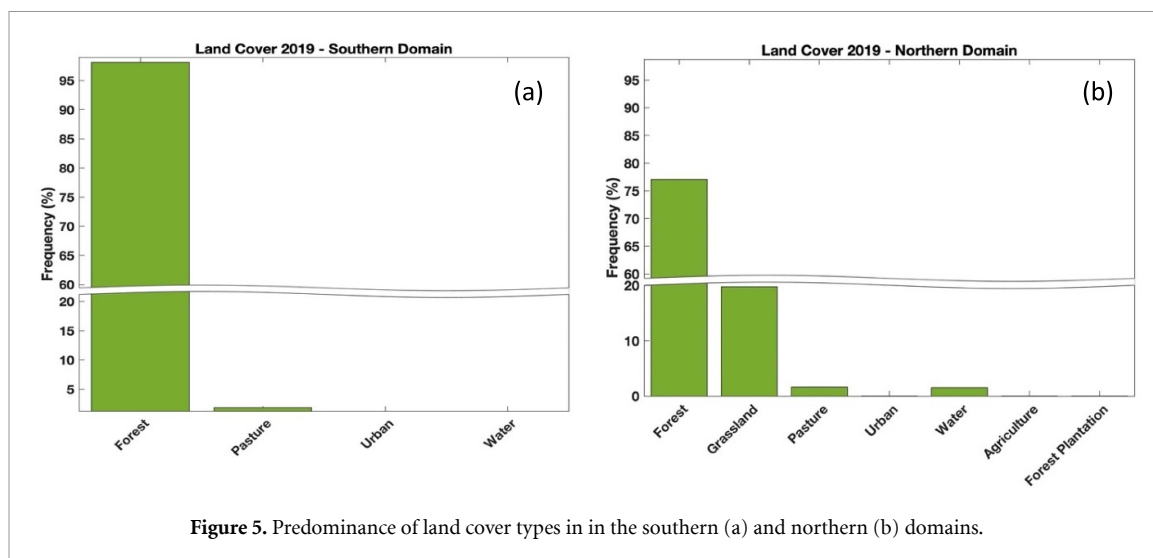 Land Cover 2019 - Southern Domain
(a)
Frequency (%)
95
90
85
80
75
70
65
60
20
15
10
5
Forest
Pasture
Urban
Water
Land Cover 2019 - Northern Domain
(b)
Frequency (%)
95
90
85
80
75
70
65
60
20
10
0
Forest
Grassland
Pasture
Urban
Water
Agriculture
Forest Plantation
Figure 5. Predominance of land cover types in in the southern (a) and northern (b) domains.